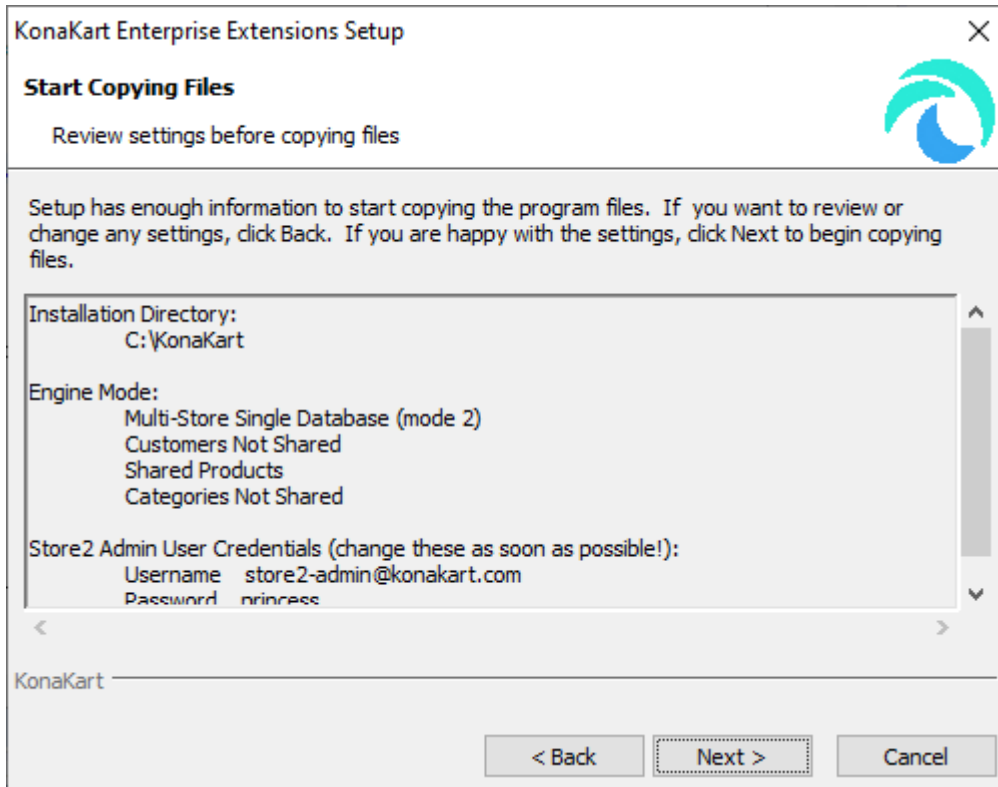 KonaKart Enterprise Extensions Setup
Start Copying Files
Review settings before copying files
Setup has enough information to start copying the program files.  If  you want to review or
change any settings, click Back.  If you are happy with the settings, click Next to begin copying
files.
Installation Directory:
C:\KonaKart
Engine Mode:
Multi-Store Single Database (mode 2)
Customers Not Shared
Shared Products
Categories Not Shared
Store2 Admin User Credentials (change these as soon as possible!):
Username    store2-admin@konakart.com
Password    princess
KonaKart
< Back
Next >
Cancel